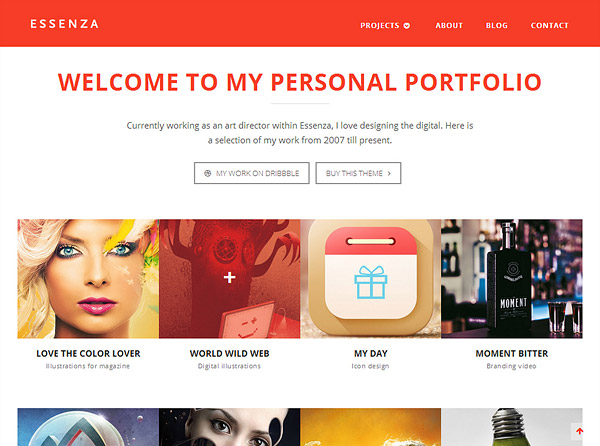 ESSENZA
PROJECTS ABOUT BLOG CONTACT
WELCOME TO MY PERSONAL PORTFOLIO
Currently working as an art director within Essenza, I love designing the digital. Here is
a selection of my work from 2007 till present.
MY WORK ON DRIBBBLE BUY THIS THEME
MOMENT
LOVE THE COLOR LOVER
Illustrations for magazine
WORLD WILD WEB
Digital illustrations
MY DAY
Icon design
MOMENT BITTER
Branding video